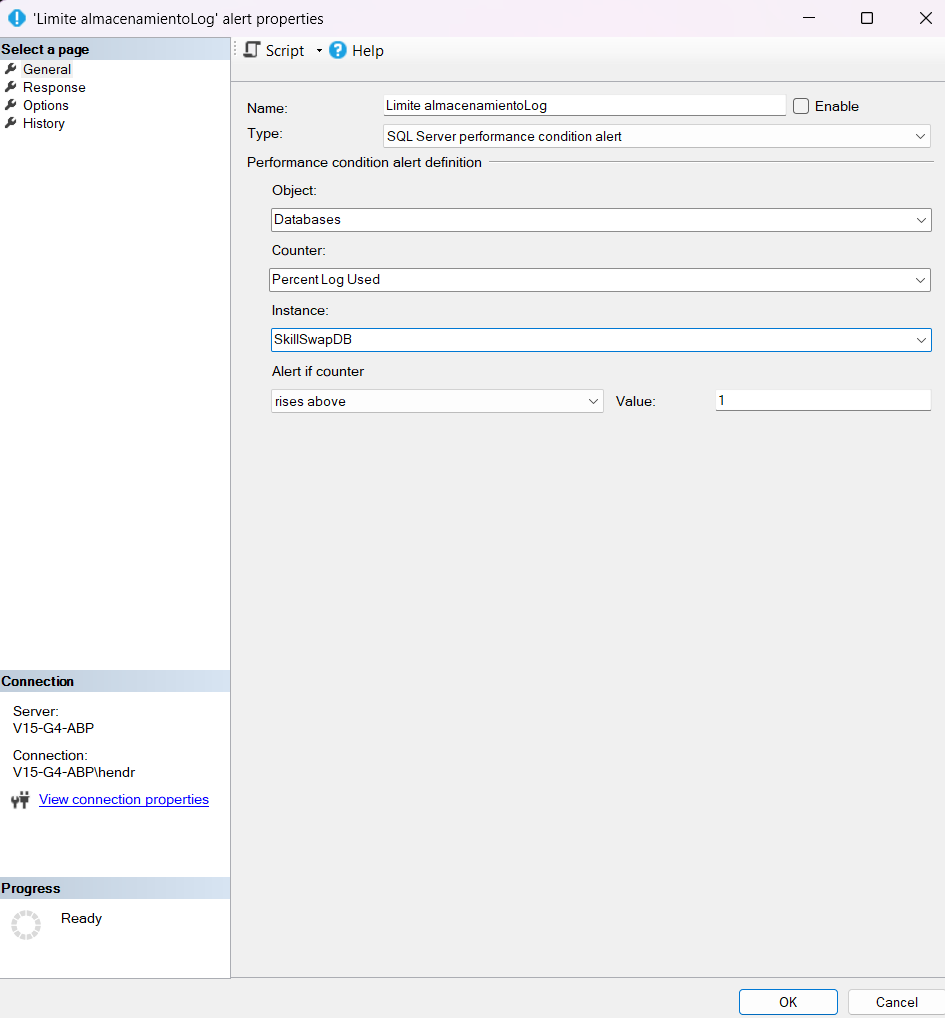 'Limite almacenamientoLog' alert properties
Select a page
General
Response
Options
History
Script
Help
Name:
Limite almacenamientoLog
Enable
Type:
SQL Server performance condition alert
Performance condition alert definition
Object:
Databases
Counter:
Percent Log Used
Instance:
SkillSwapDB
Alert if counter
rises above
Value:
1
Connection
Server:
V15-G4-ABP
Connection:
V15-G4-ABP\hendr
View connection properties
Progress
Ready
OK
Cancel